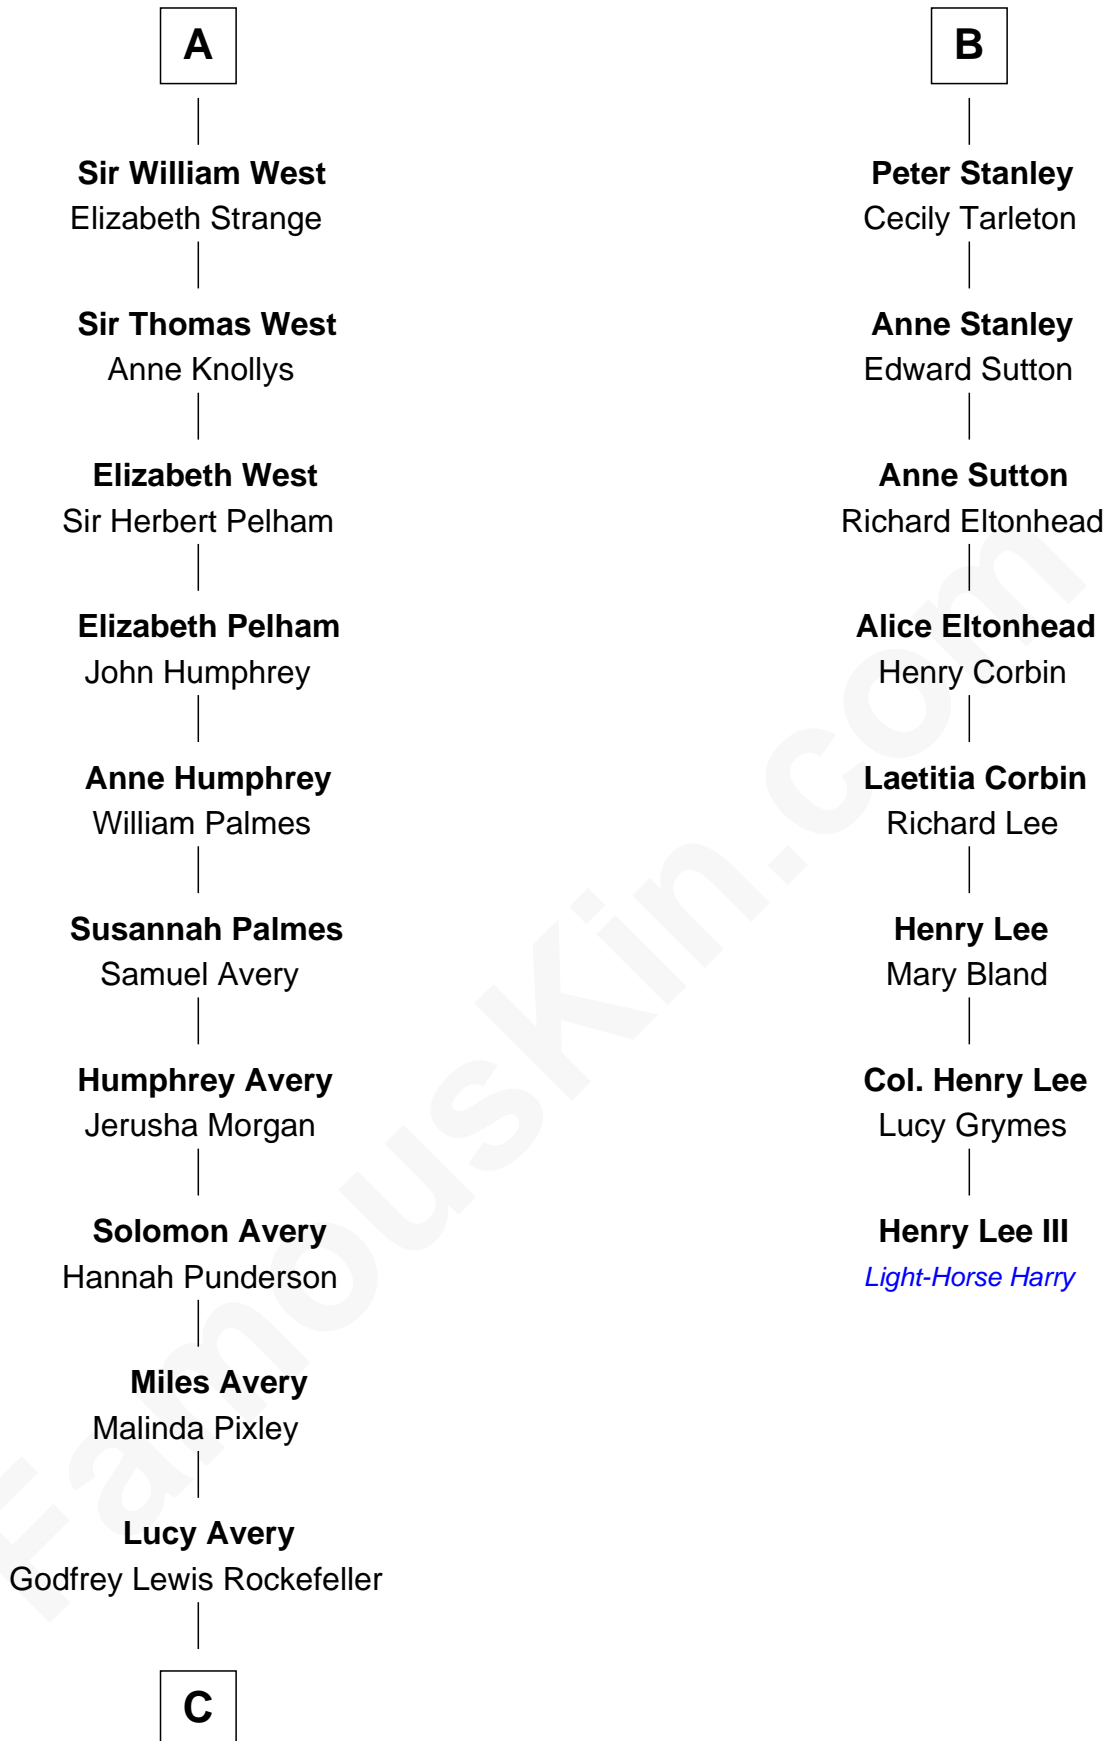 A
Sir William West
Elizabeth Strange
Sir Thomas West
Anne Knollys
Elizabeth West
Sir Herbert Pelham
Elizabeth Pelham
John Humphrey
Anne Humphrey
William Palmes
Susannah Palmes
Samuel Avery
Humphrey Avery
Jerusha Morgan
Solomon Avery
Hannah Punderson
Miles Avery
Malinda Pixley
Lucy Avery
Godfrey Lewis Rockefeller
C
B
Peter Stanley
Cecily Tarleton
Anne Stanley
Edward Sutton
Anne Sutton
Richard Eltonhead
Alice Eltonhead
Henry Corbin
Laetitia Corbin
Richard Lee
Henry Lee
Mary Bland
Col. Henry Lee
Lucy Grymes
Henry Lee III
Light-Horse Harry
FamousKin.com